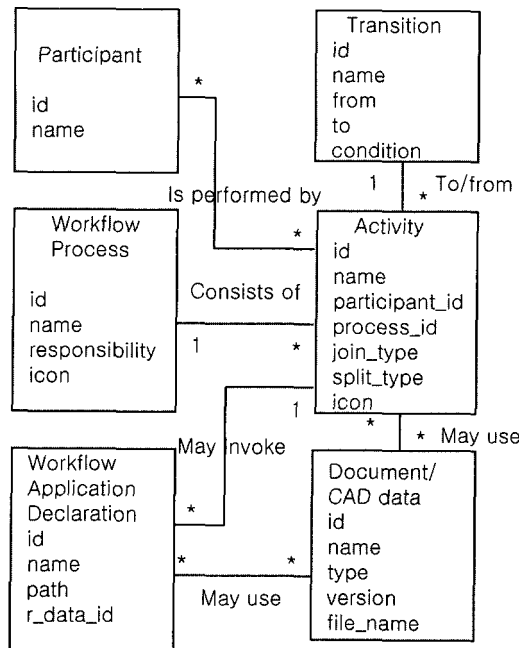 Participant
id
name
*
Transition
id
name
from
to
condition
1
* To/from
Is performed by
*
Workflow
Process
id
name
responsibility
icon
Consists of
1
*
Activity
id
name
participant_id
process_id
join_type
split_type
icon
1
May invoke
*
* May use
Workflow
Application
Declaration
id
name
path
r_data_id
*
*
May use
*
Document/
CAD data
id
name
type
version
file_name